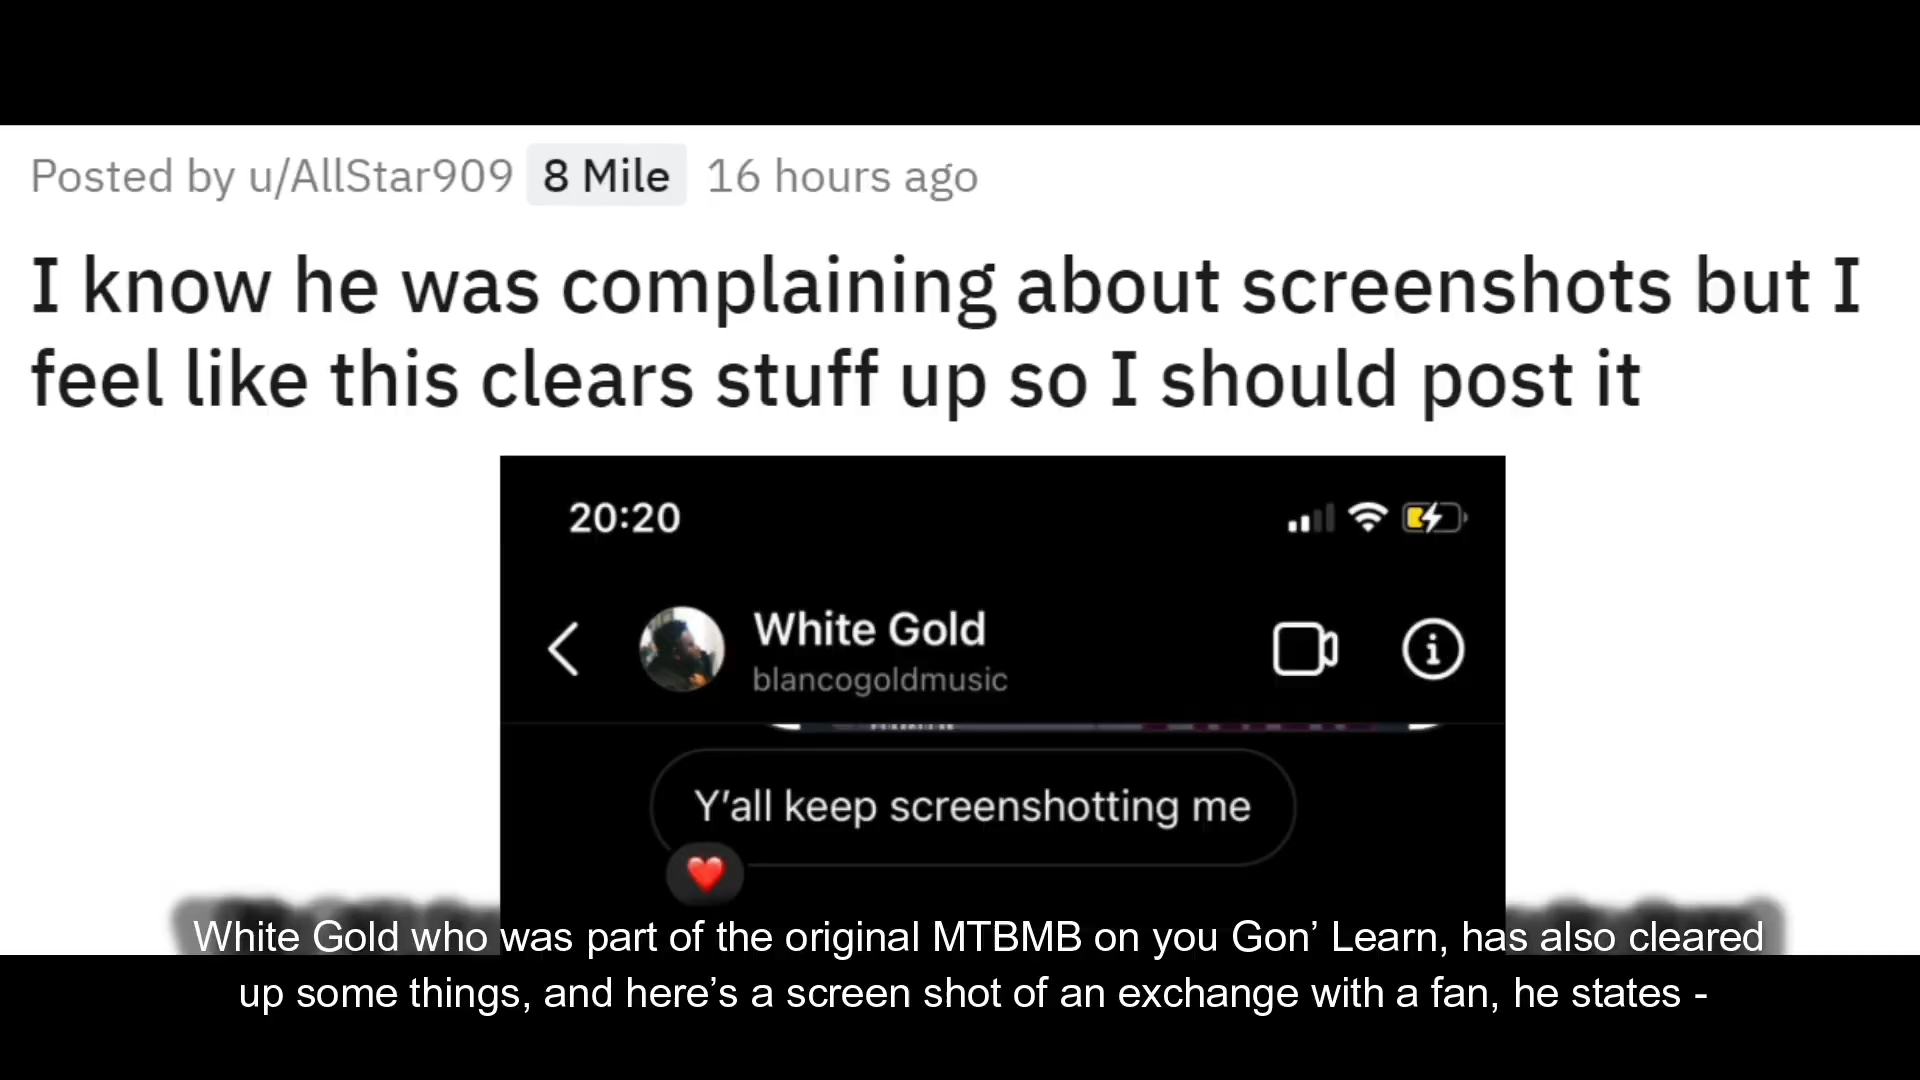 Posted by u/AllStar909 8 Mile 16 hours ago
I know he was complaining about screenshots but I
feel like this clears stuff up so I should post it
20:20
White Gold
blancogoldmusic
Y'all keep screenshotting me
White Gold who was part of the original MTBMB on you Gon’ Learn, has also cleared
up some things, and here’s a screen shot of an exchange with a fan, he states -